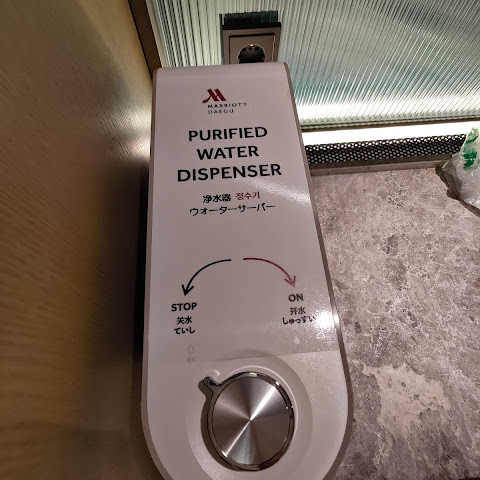 MARRIOTT
DAEGU
PURIFIED
WATER
DISPENSER
净水器 정수기
ウォーターサーバー
STOP
关水
ていし
ON
开水
しゅっすい